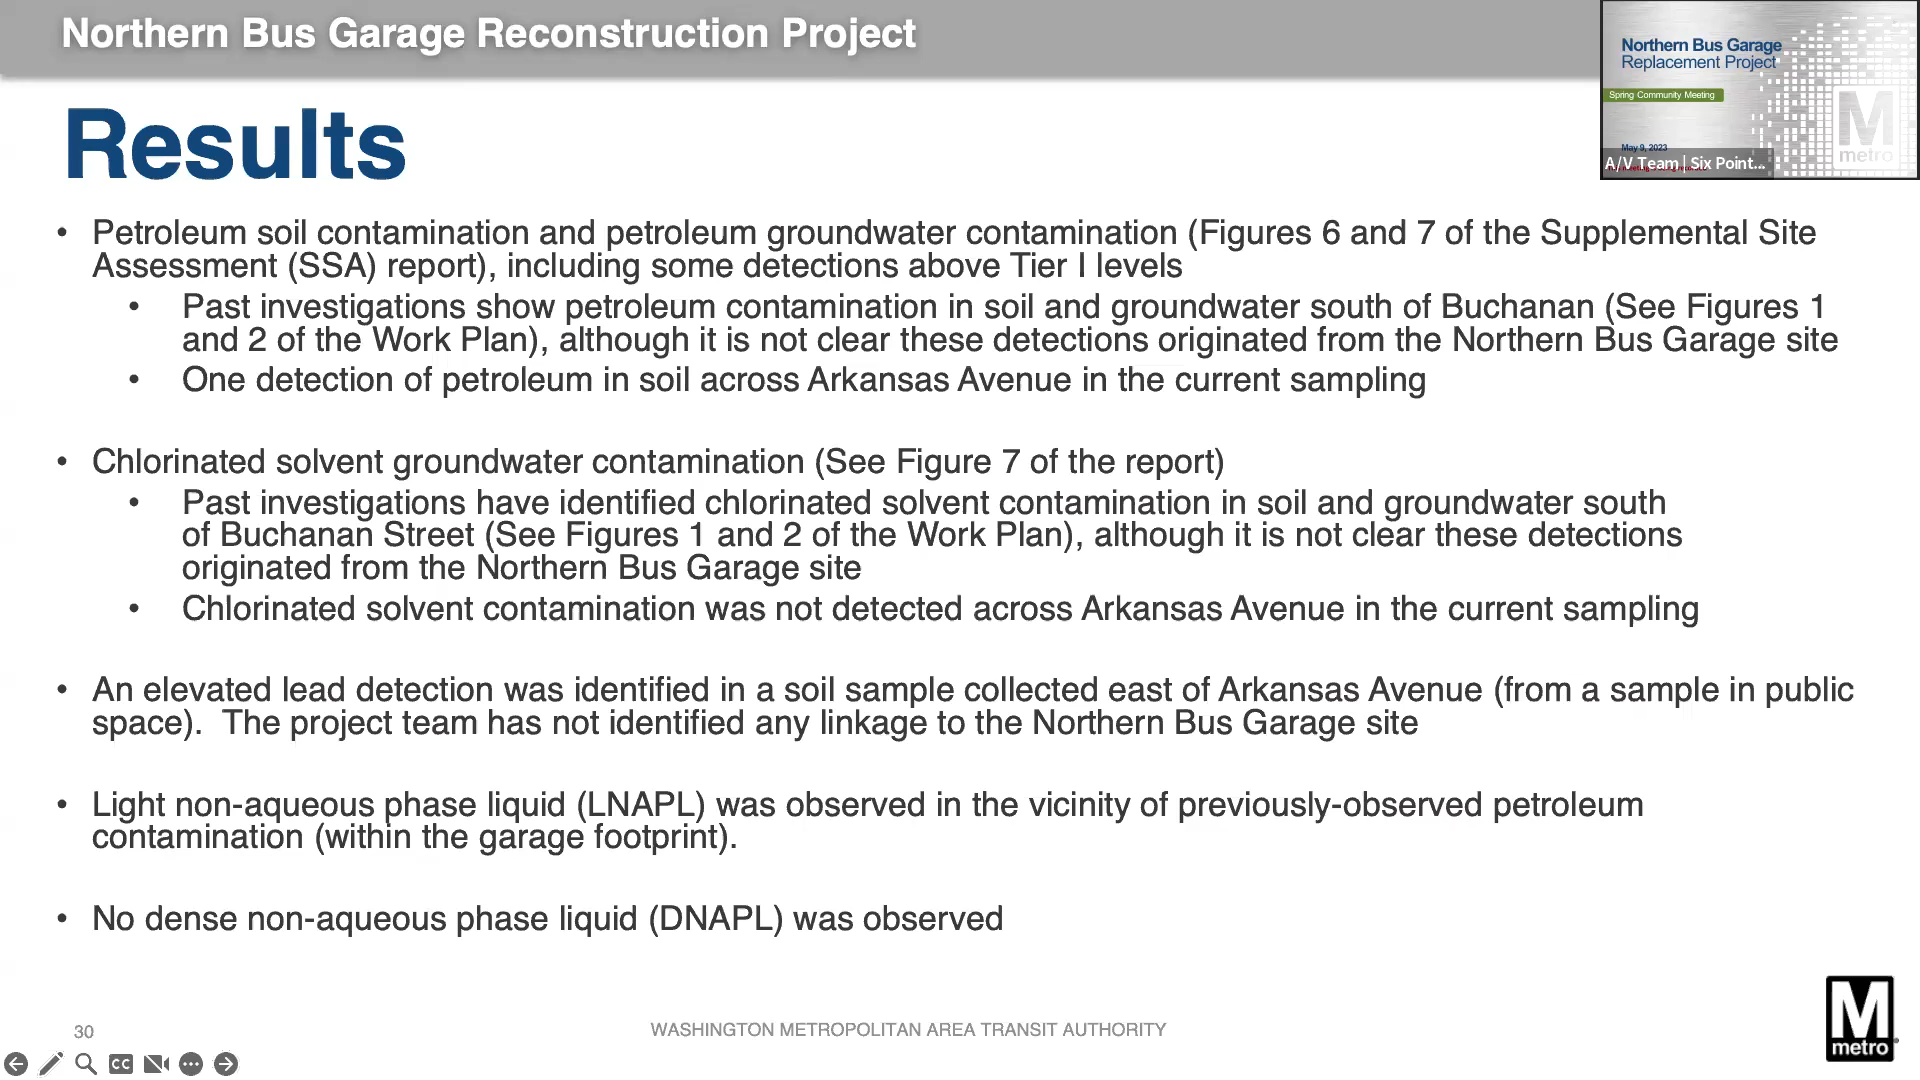 Northern Bus Garage Reconstruction Project
Northern Bus Garage
Replacement Project
Spring Community Meeting
May 9, 2023
M
metro
A/V Team | Six Point...
Results
• Petroleum soil contamination and petroleum groundwater contamination (Figures 6 and 7 of the Supplemental Site
Assessment (SSA) report), including some detections above Tier I levels
• Past investigations show petroleum contamination in soil and groundwater south of Buchanan (See Figures 1
and 2 of the Work Plan), although it is not clear these detections originated from the Northern Bus Garage site
• One detection of petroleum in soil across Arkansas Avenue in the current sampling
• Chlorinated solvent groundwater contamination (See Figure 7 of the report)
• Past investigations have identified chlorinated solvent contamination in soil and groundwater south
of Buchanan Street (See Figures 1 and 2 of the Work Plan), although it is not clear these detections
originated from the Northern Bus Garage site
• Chlorinated solvent contamination was not detected across Arkansas Avenue in the current sampling
• An elevated lead detection was identified in a soil sample collected east of Arkansas Avenue (from a sample in public
space).  The project team has not identified any linkage to the Northern Bus Garage site
• Light non-aqueous phase liquid (LNAPL) was observed in the vicinity of previously-observed petroleum
contamination (within the garage footprint).
• No dense non-aqueous phase liquid (DNAPL) was observed
30
WASHINGTON METROPOLITAN AREA TRANSIT AUTHORITY
M
metro
CC